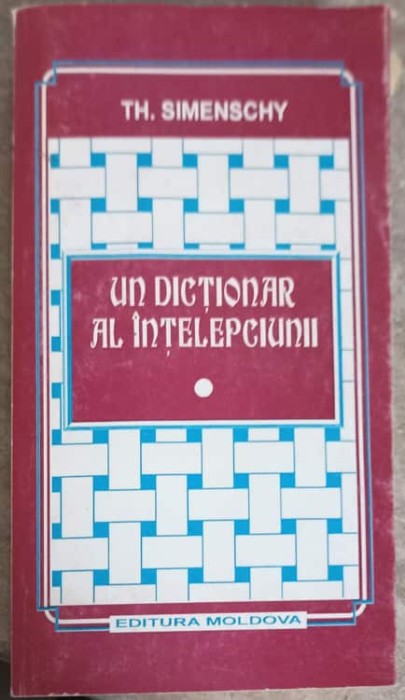 TH. SIMENSCHY
UN DICȚIONAR
AL ÎNȚELEPCIUNII
EDITURA MOLDOVA